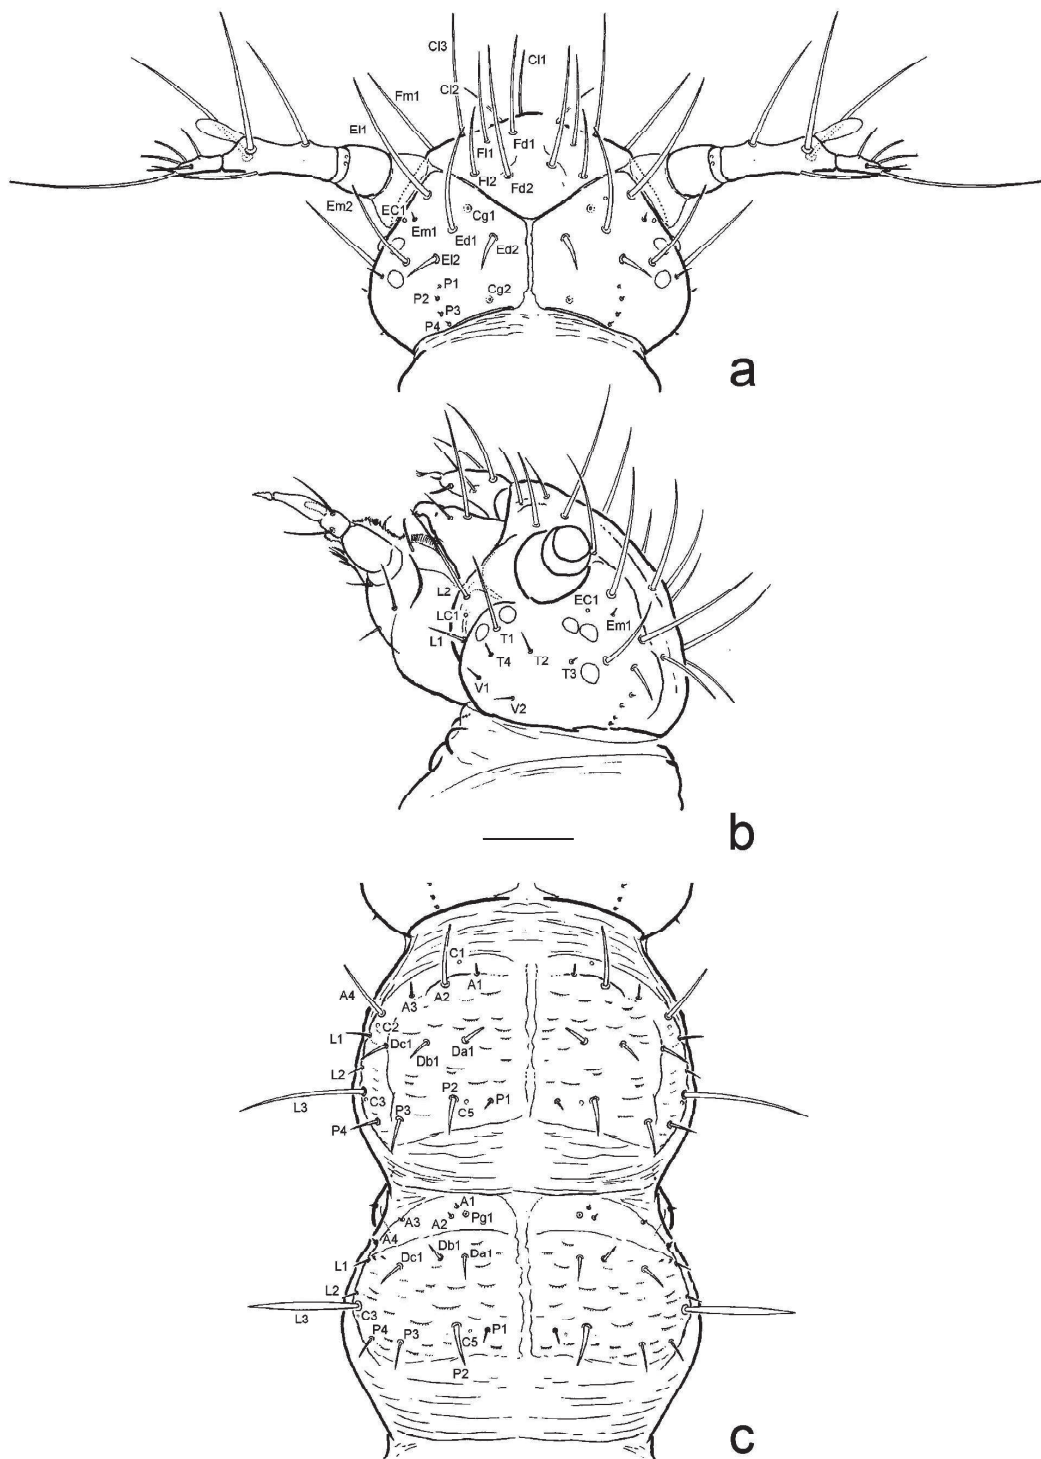 Cl3
Cl1
Cl2
Fm1
El1
Fl1
Fd1
H2
Fd2
Em2
EC1
Cg1
Em1
Ed1
Ed2
El2
P1
P2
Cg2
P3
P4
a
L2
EC1
LC1
Em1
L1
T1
T4
T2
T3
V1
V2
b
C1
A1
A4
A3
A2
C2
L1
Dc1
Da1
Db1
L2
P2
C3
P1
L3
C5
P3
P4
A1
A3
Pg1
A2
A4
Db1
Da1
L1
Dc1
L2
C3
L3
P1
P4
P3
C5
P2
c